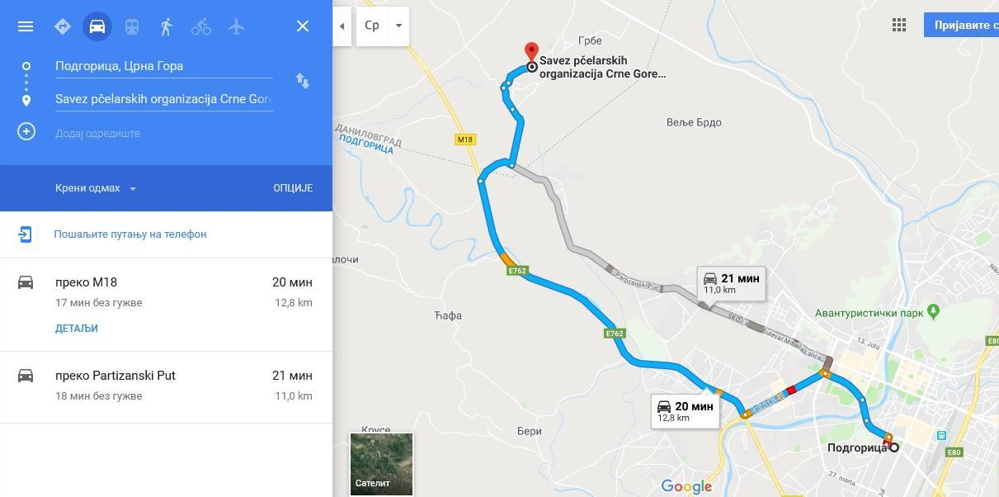 Подгорица, Црна Гора
Savez pčelarskih organizacija Crne Gore
Додај одредиште
Крени одмах
ОПЦИЈЕ
Пошаљите путању на телефон
преко M18
20 мин
17 мин без гужве
12,8 km
ДЕТАЉИ
преко Partizanski Put
21 мин
18 мин без гужве
11,0 km
Ср
Пријавите с
Грбе
Savez pčelarskih
organizacija Crne Gore...
Веље Брдо
ДАНИЛОВГРАД
ПОДГОРИЦА
M18
лочи
E762
Partizanski Put
21 мин
11,0 km
Ћафа
SKOJ-a
Bulevar Mihaila Lalića
Авантуристички парк
13. Jula
E80
E762
20 мин
12,8 km
Cetinjski Put
Крусе
Бери
Подгорица
E80
27. marta
Сателит
Google